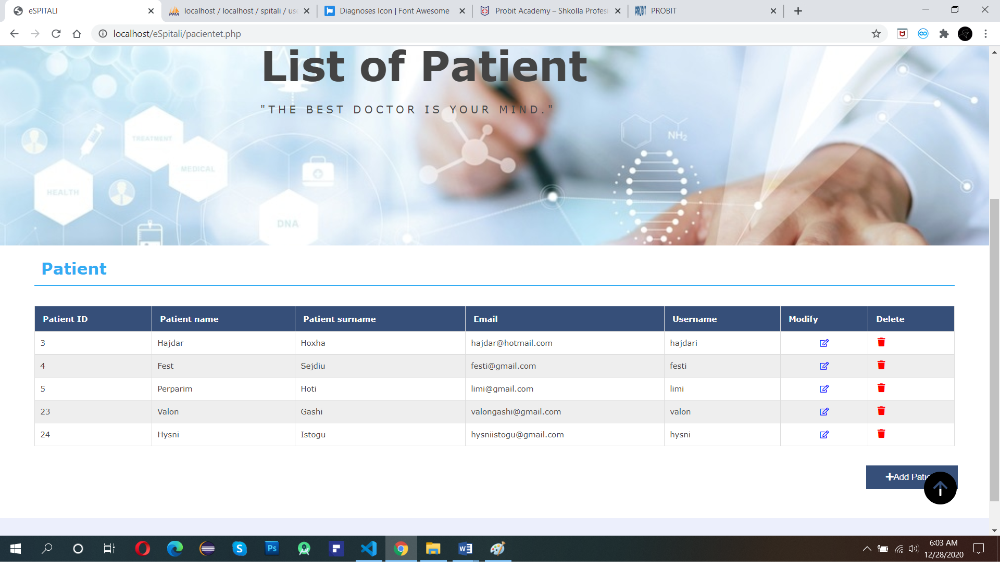 eSPITALI
localhost / localhost / spitali / us
Diagnoses Icon | Font Awesome
Probit Academy – Shkolla Profesi
PROBIT
localhost/eSpitali/pacientet.php
List of Patient
"THE BEST DOCTOR IS YOUR MIND."
NH2
TREATMENT
MEDICAL
HEALTH
DNA
Patient
Patient ID Patient name Patient surname Email Username Modify Delete
3 Hajdar Hoxha hajdar@hotmail.com hajdari
4 Fest Sejdiu festi@gmail.com festi
5 Perparim Hoti limi@gmail.com limi
23 Valon Gashi valongashi@gmail.com valon
24 Hysni Istogu hysniistogu@gmail.com hysni
Add Pati
6:03 AM
12/28/2020